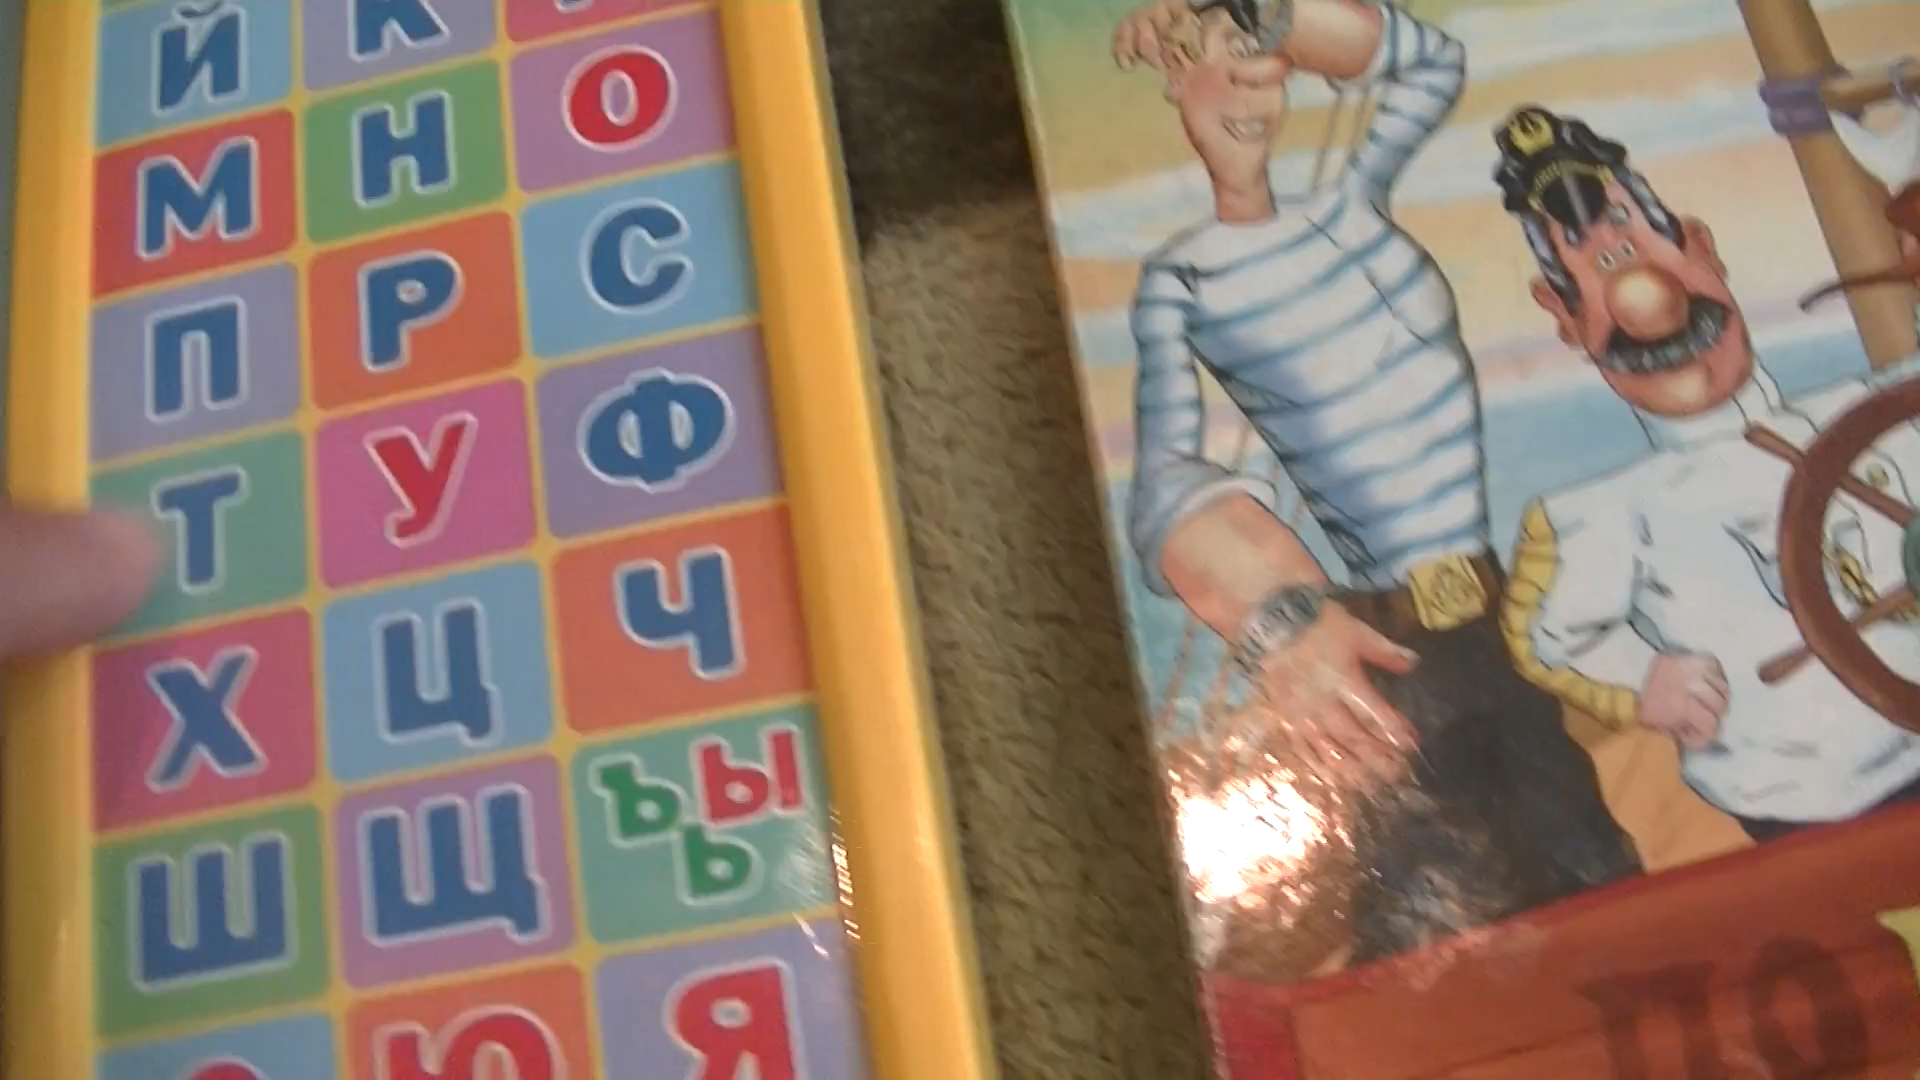 Й К
М Н О
П Р С
Т У Ф
Х Ц Ч
Ш Щ Ъ Ы Ь
Ю Я
ПО